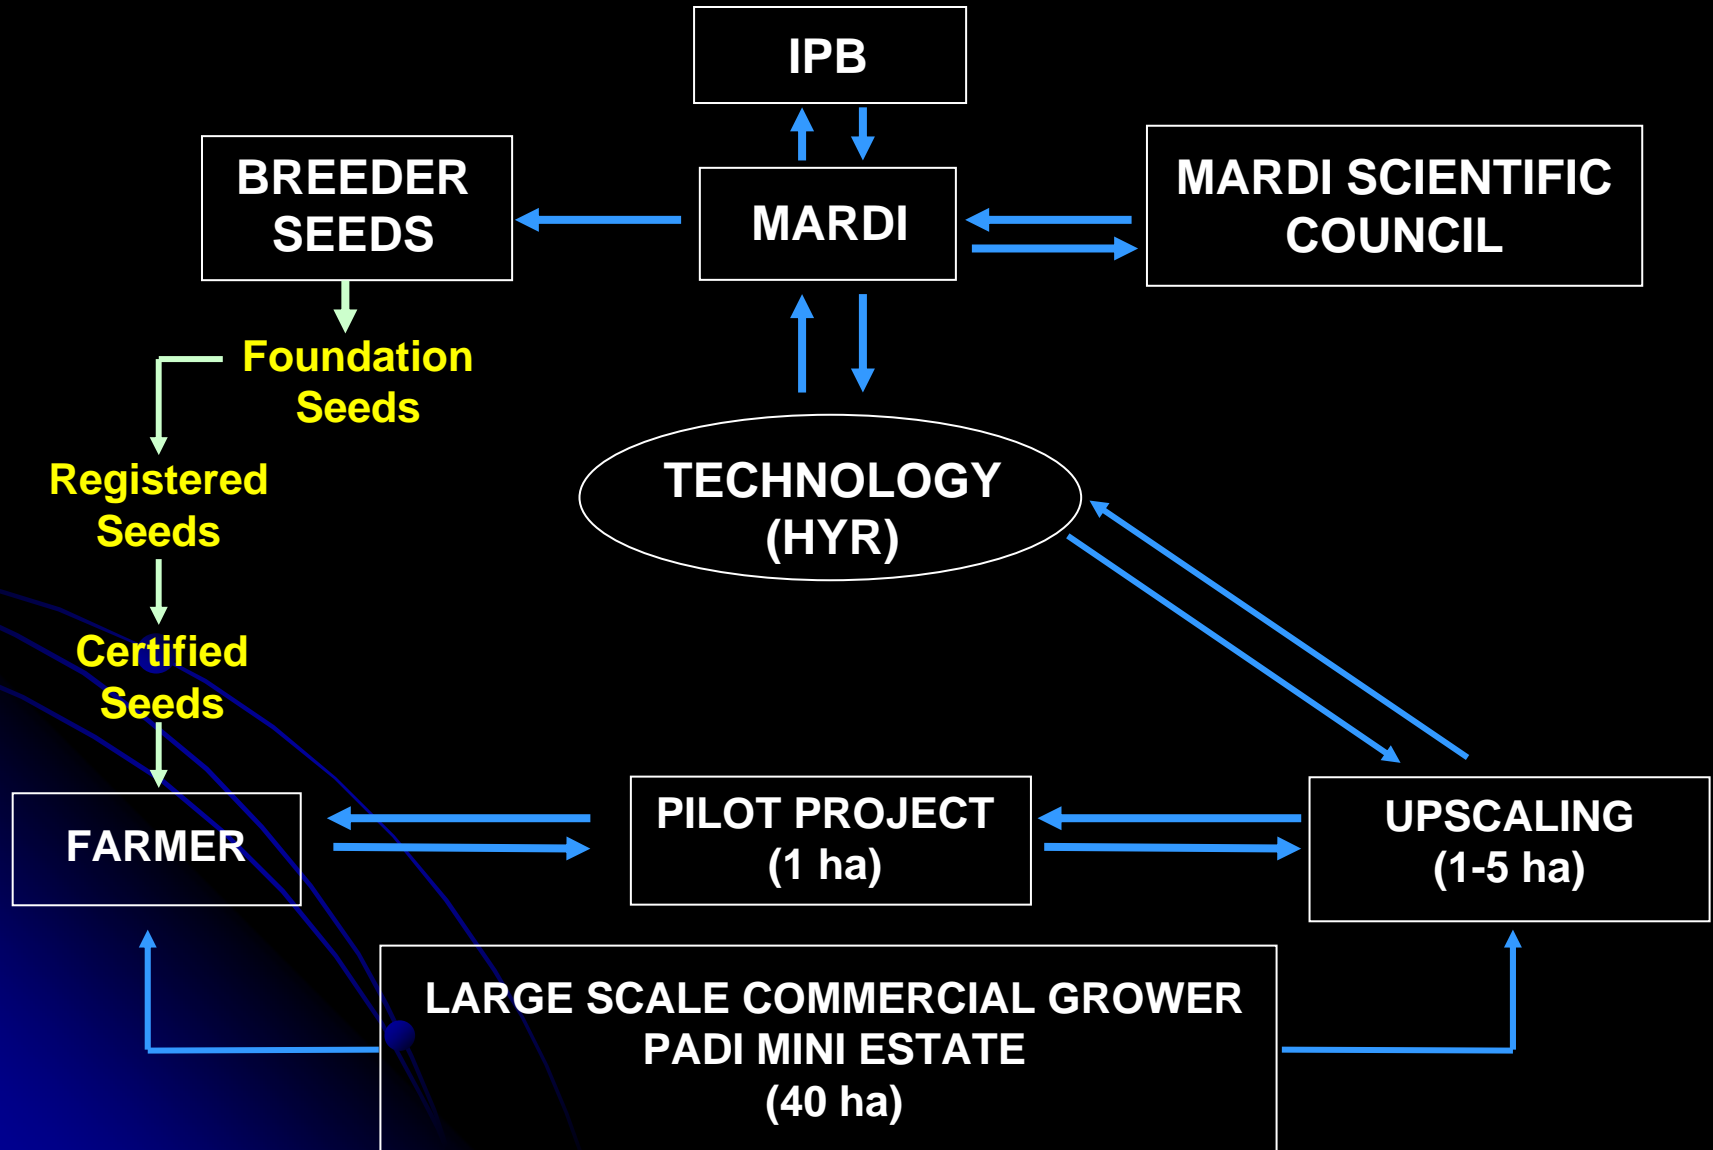 IPB
BREEDER
SEEDS
MARDI
MARDI SCIENTIFIC
COUNCIL
Foundation
Seeds
Registered
Seeds
TECHNOLOGY
(HYR)
Certified
Seeds
FARMER
PILOT PROJECT
(1 ha)
UPSCALING
(1-5 ha)
LARGE SCALE COMMERCIAL GROWER
PADI MINI ESTATE
(40 ha)